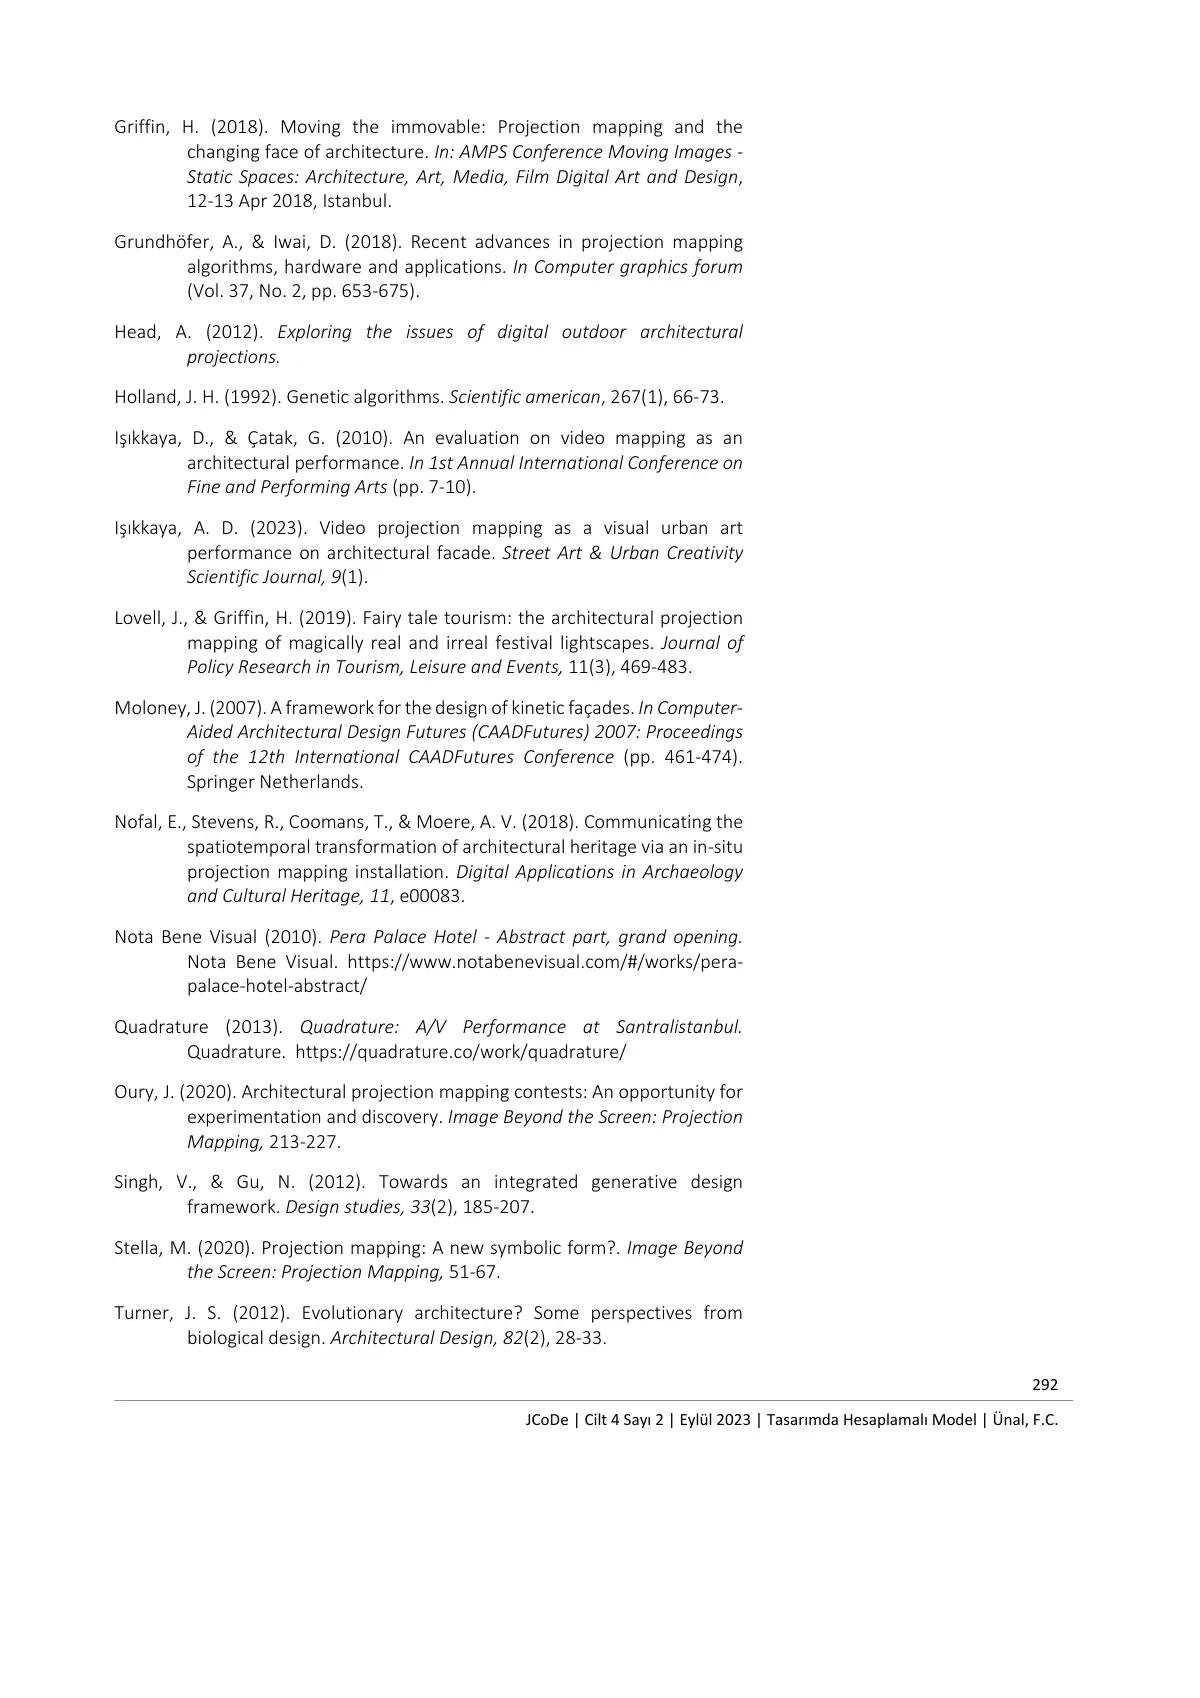 Griffin, H. (2018). Moving the immovable: Projection mapping and the
changing face of architecture. In: AMPS Conference Moving Images -
Static Spaces: Architecture, Art, Media, Film Digital Art and Design,
12-13 Apr 2018, Istanbul.
Grundhöfer, A., & Iwai, D. (2018). Recent advances in projection mapping
algorithms, hardware and applications. In Computer graphics forum
(Vol. 37, No. 2, pp. 653-675).
Head, A. (2012). Exploring the issues of digital outdoor architectural
projections.
Holland, J. H. (1992). Genetic algorithms. Scientific american, 267(1), 66-73.
Işıkkaya, D., & Çatak, G. (2010). An evaluation on video mapping as an
architectural performance. In 1st Annual International Conference on
Fine and Performing Arts (pp. 7-10).
Işıkkaya, A. D. (2023). Video projection mapping as a visual urban art
performance on architectural facade. Street Art & Urban Creativity
Scientific Journal, 9(1).
Lovell, J., & Griffin, H. (2019). Fairy tale tourism: the architectural projection
mapping of magically real and irreal festival lightscapes. Journal of
Policy Research in Tourism, Leisure and Events, 11(3), 469-483.
Moloney, J. (2007). A framework for the design of kinetic façades. In Computer-
Aided Architectural Design Futures (CAADFutures) 2007: Proceedings
of the 12th International CAADFutures Conference (pp. 461-474).
Springer Netherlands.
Nofal, E., Stevens, R., Coomans, T., & Moere, A. V. (2018). Communicating the
spatiotemporal transformation of architectural heritage via an in-situ
projection mapping installation. Digital Applications in Archaeology
and Cultural Heritage, 11, e00083.
Nota Bene Visual (2010). Pera Palace Hotel - Abstract part, grand opening.
Nota Bene Visual. https://www.notabenevisual.com/#/works/pera-
palace-hotel-abstract/
Quadrature (2013). Quadrature: A/V Performance at Santralistanbul.
Quadrature. https://quadrature.co/work/quadrature/
Oury, J. (2020). Architectural projection mapping contests: An opportunity for
experimentation and discovery. Image Beyond the Screen: Projection
Mapping, 213-227.
Singh, V., & Gu, N. (2012). Towards an integrated generative design
framework. Design studies, 33(2), 185-207.
Stella, M. (2020). Projection mapping: A new symbolic form?. Image Beyond
the Screen: Projection Mapping, 51-67.
Turner, J. S. (2012). Evolutionary architecture? Some perspectives from
biological design. Architectural Design, 82(2), 28-33.
292
JCoDe | Cilt 4 Sayı 2 | Eylül 2023 | Tasarımda Hesaplamalı Model | Ünal, F.C.